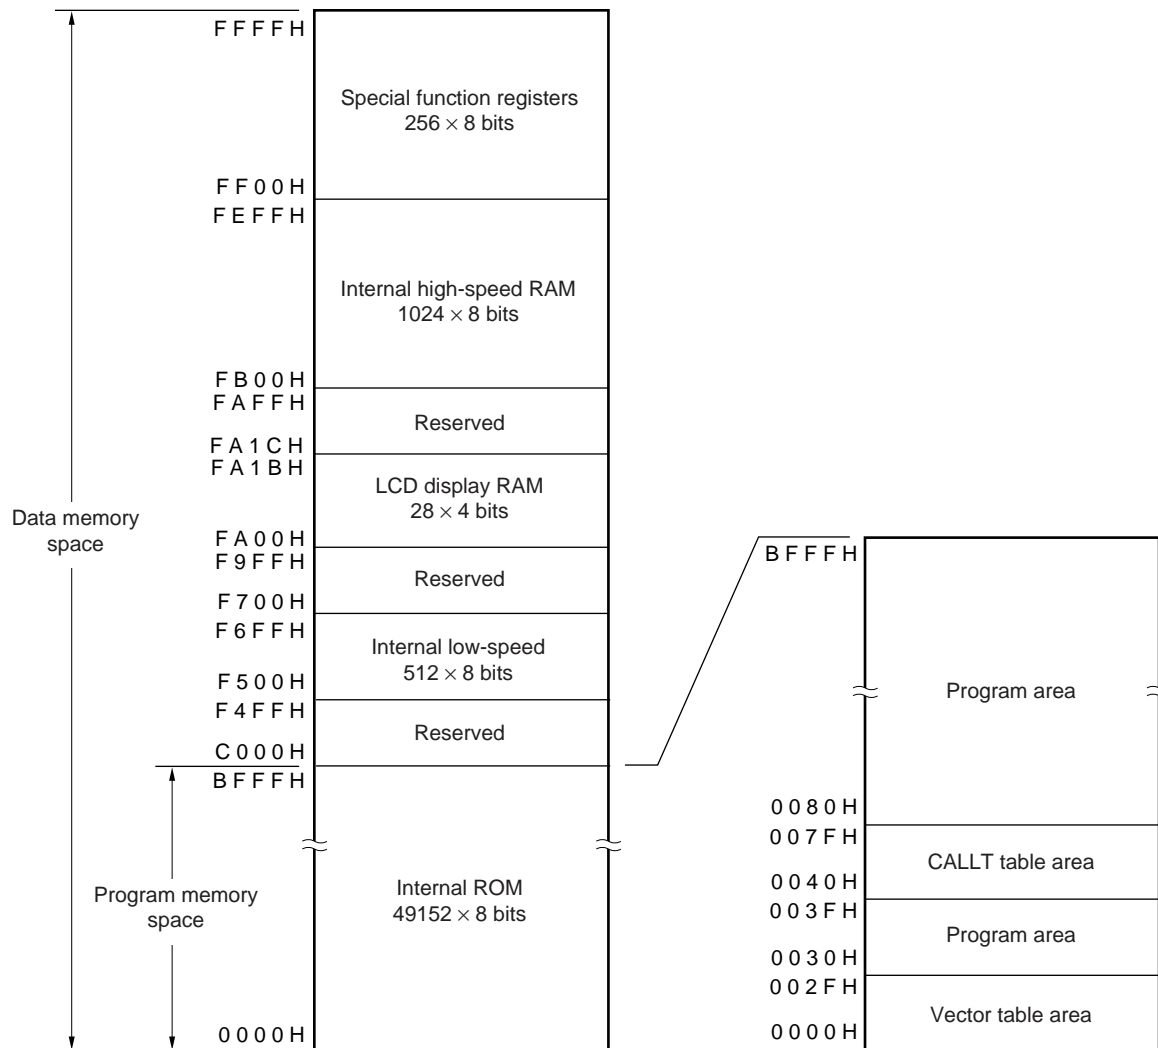 FFFFH
Special function registers
256 × 8 bits
FF00H
FEFFH
Internal high-speed RAM
1024 × 8 bits
FB00H
FAFFH
Reserved
FA1CH
FA1BH
LCD display RAM
28 × 4 bits
Data memory
space
FA00H
F9FFH
Reserved
F700H
F6FFH
Internal low-speed
512 × 8 bits
F500H
F4FFH
Reserved
C000H
BFFFH
Program memory
space
Internal ROM
49152 × 8 bits
0000H
BFFFH
Program area
0080H
007FH
CALLT table area
0040H
003FH
Program area
0030H
002FH
Vector table area
0000H